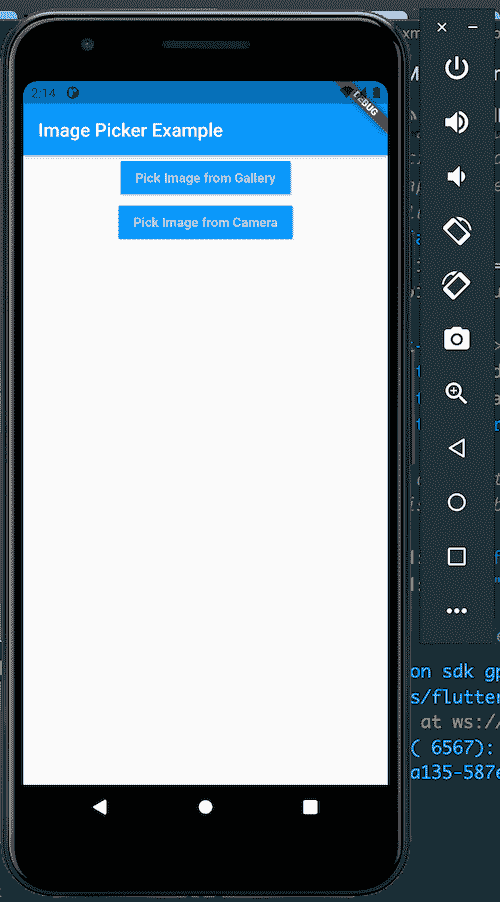 2:14
DEBUG
Image Picker Example
Pick Image from Gallery
Pick Image from Camera
on sdk
s/flutter
at ws://
( 6567):
a135-587e